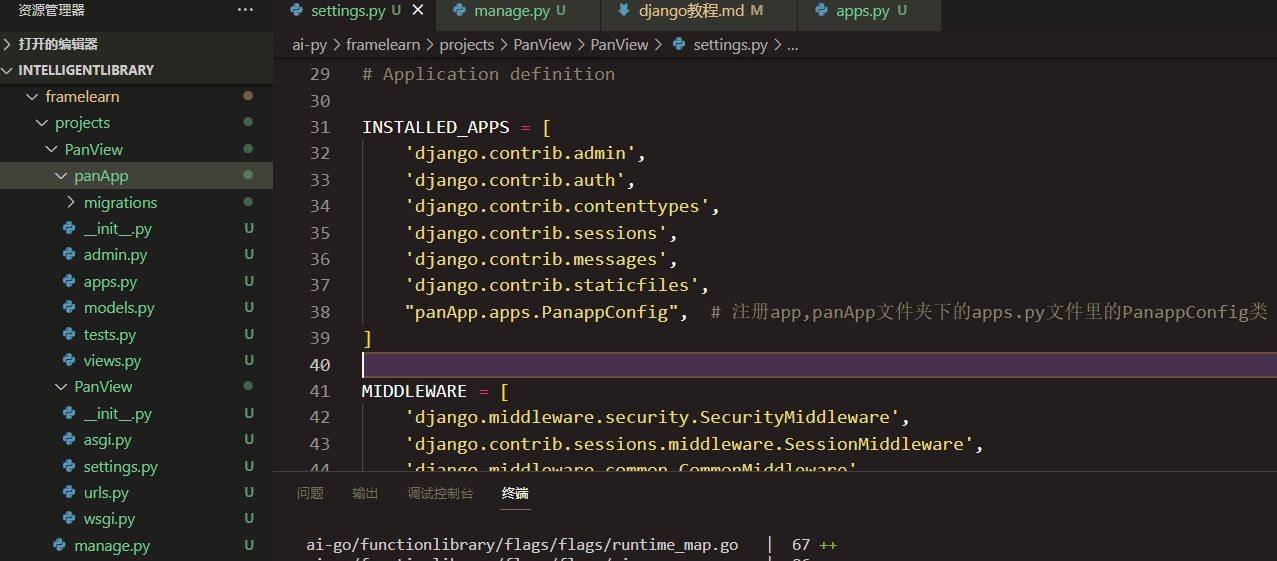 资源管理器 ···
settings.py U
manage.py U
django教程.md M
apps.py U
打开的编辑器
INTELLIGENTLIBRARY
framelearn
projects
PanView
panApp
migrations
__init__.py U
admin.py U
apps.py U
models.py U
tests.py U
views.py U
PanView
__init__.py U
asgi.py U
settings.py U
urls.py U
wsgi.py U
manage.py U
ai-py > framelearn > projects > PanView > PanView > settings.py > ...
29 # Application definition
30
31 INSTALLED_APPS = [
32 'django.contrib.admin',
33 'django.contrib.auth',
34 'django.contrib.contenttypes',
35 'django.contrib.sessions',
36 'django.contrib.messages',
37 'django.contrib.staticfiles',
38 "panApp.apps.PanappConfig", # 注册app,panApp文件夹下的apps.py文件里的PanappConfig类
39 ]
40
41 MIDDLEWARE = [
42 'django.middleware.security.SecurityMiddleware',
43 'django.contrib.sessions.middleware.SessionMiddleware',
44 'django.middleware.common.CommonMiddleware'
问题 输出 调试控制台 终端
ai-go/functionlibrary/flags/flags/runtime_map.go | 67 ++